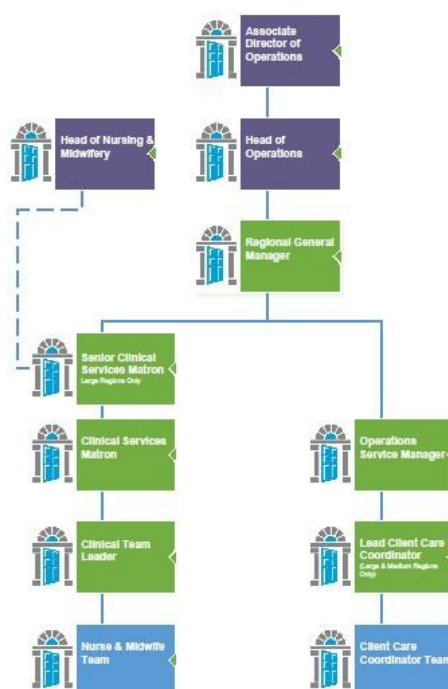 Associate
Director of
Operations
Head of Nursing &
Midwifery
Head of
Operations
Regional General
Manager
Senior Clinical
Services Matron
(Large Regions Only)
Clinical Services
Matron
Operations
Service Manager
Clinical Team
Leader
Lead Client Care
Coordinator
(Large & Medium Regions
Only)
Nurse & Midwife
Team
Client Care
Coordinator Team